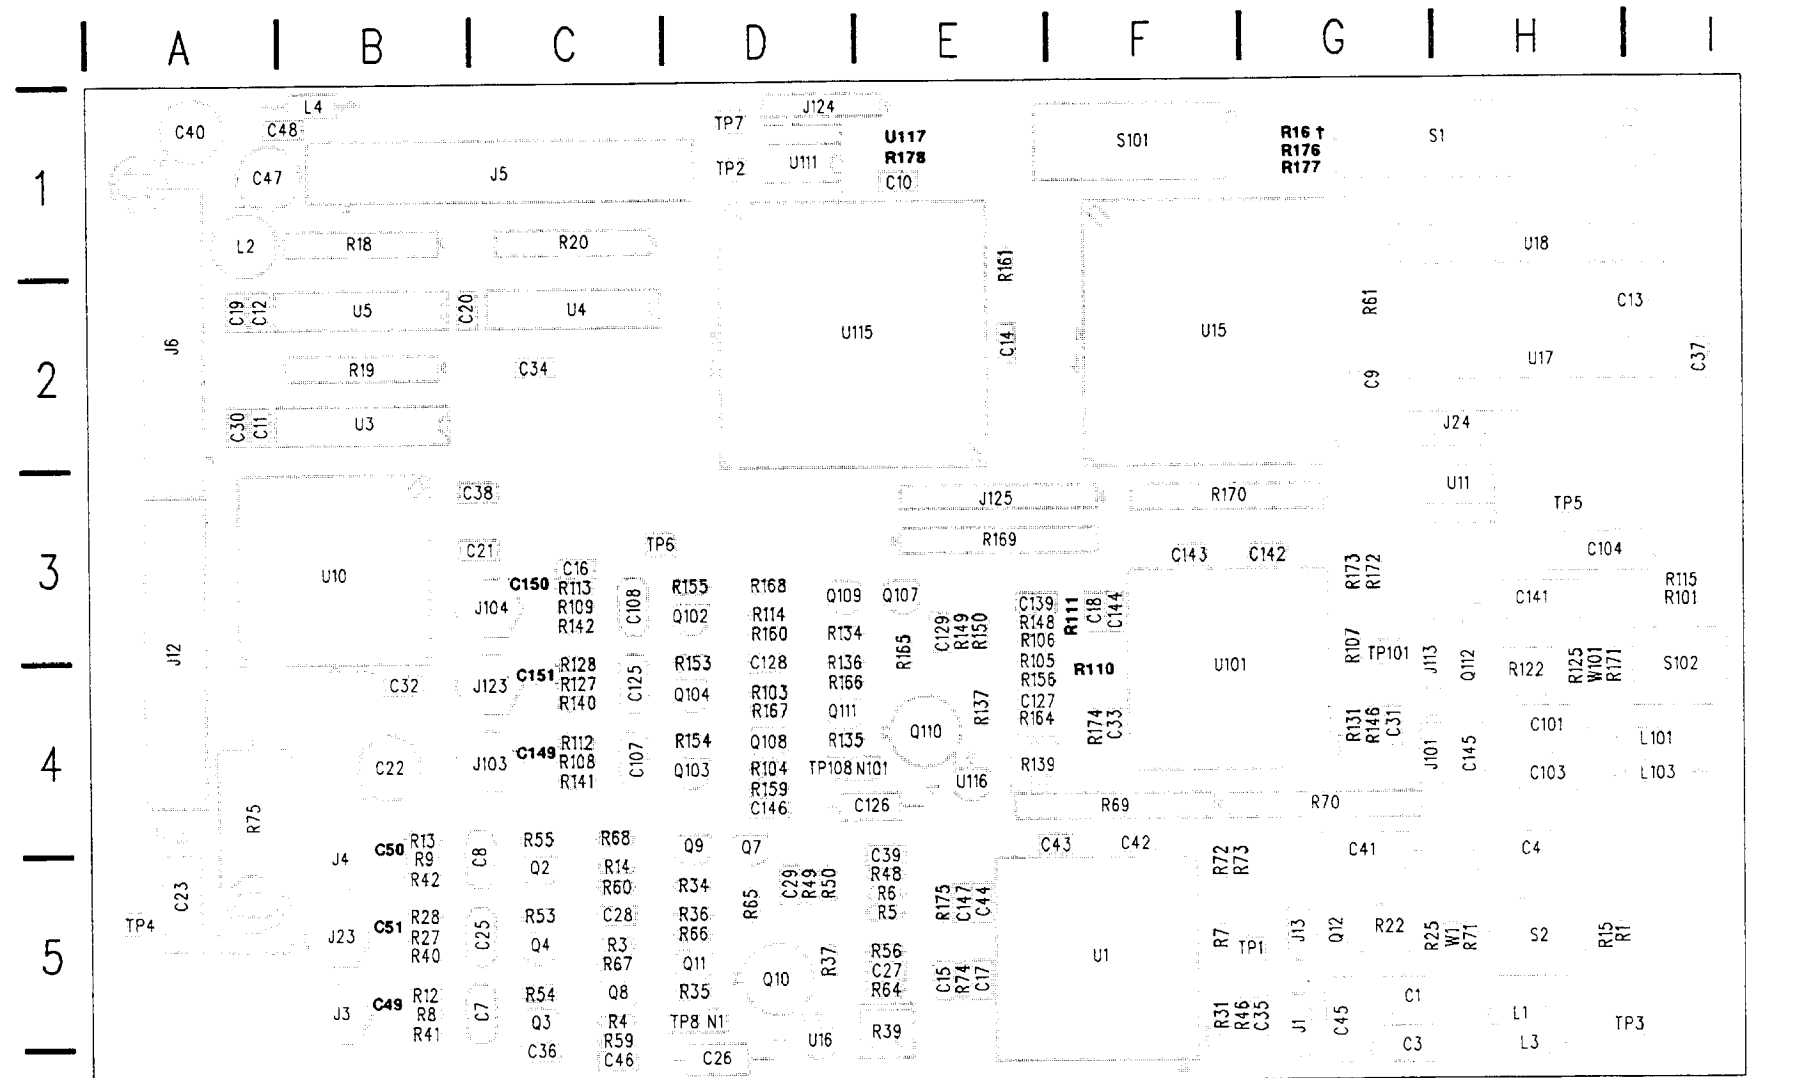 A B C D E F G H I
L4 J124
C40 C48 TP7 U117 S101 R16 † S1
R176
J5 TP2 U111 R178 R177
1 C47 C10
L2 R18 R20 U18
R161
C19 C12 U5 C20 U4 R61 C13
J6 U115 C14 U15 U17 C37
2 R19 C34 C9
C30 C11 U3 J24
C38 J125 R170 U11 TP5
C21 TP6 R169 C143 C142 C104
3 U10 C16 R173 R172
C150 R113 R155 R168 Q109 Q107 C139 R111 C18 C144 C141 R115
J104 R109 C108 Q102 R114 R148 R101
R142 R160 R134 C129 R149 R150 R106
J12 R165 R107 TP101
C151 R128 R153 C128 R136 R105 R110 U101 J113 Q112 R122 R125 W101 R171 S102
C32 J123 R127 C125 Q104 R103 R166 R156
R140 R167 Q111 R137 C127
R164 R174 C33 R131 R146 C31 C101
C149 R112 R154 Q108 R135 Q110 L101
4 C22 J103 R108 C107 Q103 R104 TP108 N101 R139 J101 C145 C103 L103
R141 R159 U116
R75 C146 C126 R69 R70
J4 C50 R13 C8 R55 R68 Q9 Q7 C39 C43 C42 R72 R73 C41 C4
R9 Q2 R14 R48
R42 R60 R34 R65 C29 R49 R50 R6
C23 R5 R175 C147 C44
TP4 C51 R28 C25 R53 C28 R36 R7 TP1 J13 Q12 R22 R25 W1 R71 S2 R15 R1
J23 R27 Q4 R3 R66 R56 U1
5 R40 R67 Q11 Q10 R37 C27 C15 R74 C17
C49 R12 C7 R54 Q8 R35 R64 C1
J3 R8 Q3 R4 TP8 N1 U16 R39 R31 R46 C35 J1 C45 L1 TP3
R41 R59 C3 L3
C36 C46 C26